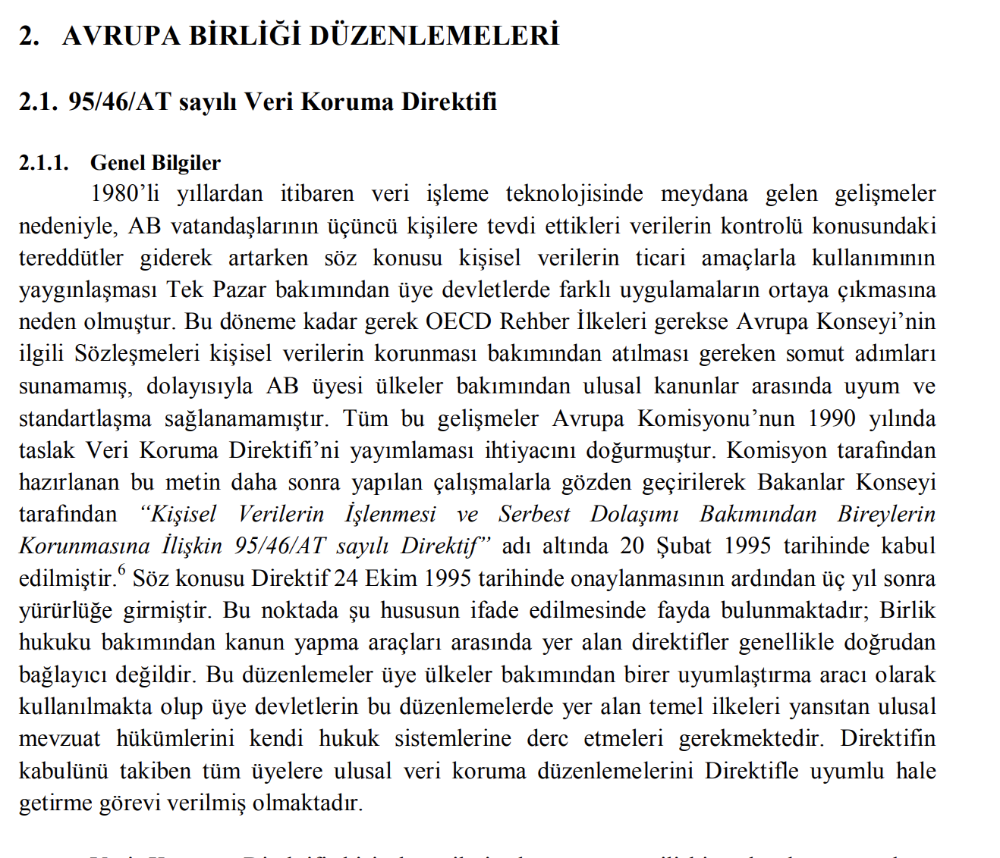 2. AVRUPA BİRLİĞİ DÜZENLEMELERİ
2.1. 95/46/AT sayılı Veri Koruma Direktifi
2.1.1. Genel Bilgiler
1980’li yıllardan itibaren veri işleme teknolojisinde meydana gelen gelişmeler
nedeniyle, AB vatandaşlarının üçüncü kişilere tevdi ettikleri verilerin kontrolü konusundaki
tereddütler giderek artarken söz konusu kişisel verilerin ticari amaçlarla kullanımının
yaygınlaşması Tek Pazar bakımından üye devletlerde farklı uygulamaların ortaya çıkmasına
neden olmuştur. Bu döneme kadar gerek OECD Rehber İlkeleri gerekse Avrupa Konseyi’nin
ilgili Sözleşmeleri kişisel verilerin korunması bakımından atılması gereken somut adımları
sunamamış, dolayısıyla AB üyesi ülkeler bakımından ulusal kanunlar arasında uyum ve
standartlaşma sağlanamamıştır. Tüm bu gelişmeler Avrupa Komisyonu’nun 1990 yılında
taslak Veri Koruma Direktifi’ni yayımlaması ihtiyacını doğurmuştur. Komisyon tarafından
hazırlanan bu metin daha sonra yapılan çalışmalarla gözden geçirilerek Bakanlar Konseyi
tarafından “Kişisel Verilerin İşlenmesi ve Serbest Dolaşımı Bakımından Bireylerin
Korunmasına İlişkin 95/46/AT sayılı Direktif” adı altında 20 Şubat 1995 tarihinde kabul
edilmiştir.6 Söz konusu Direktif 24 Ekim 1995 tarihinde onaylanmasının ardından üç yıl sonra
yürürlüğe girmiştir. Bu noktada şu hususun ifade edilmesinde fayda bulunmaktadır; Birlik
hukuku bakımından kanun yapma araçları arasında yer alan direktifler genellikle doğrudan
bağlayıcı değildir. Bu düzenlemeler üye ülkeler bakımından birer uyumlaştırma aracı olarak
kullanılmakta olup üye devletlerin bu düzenlemelerde yer alan temel ilkeleri yansıtan ulusal
mevzuat hükümlerini kendi hukuk sistemlerine derc etmeleri gerekmektedir. Direktifin
kabulünü takiben tüm üyelere ulusal veri koruma düzenlemelerini Direktifle uyumlu hale
getirme görevi verilmiş olmaktadır.